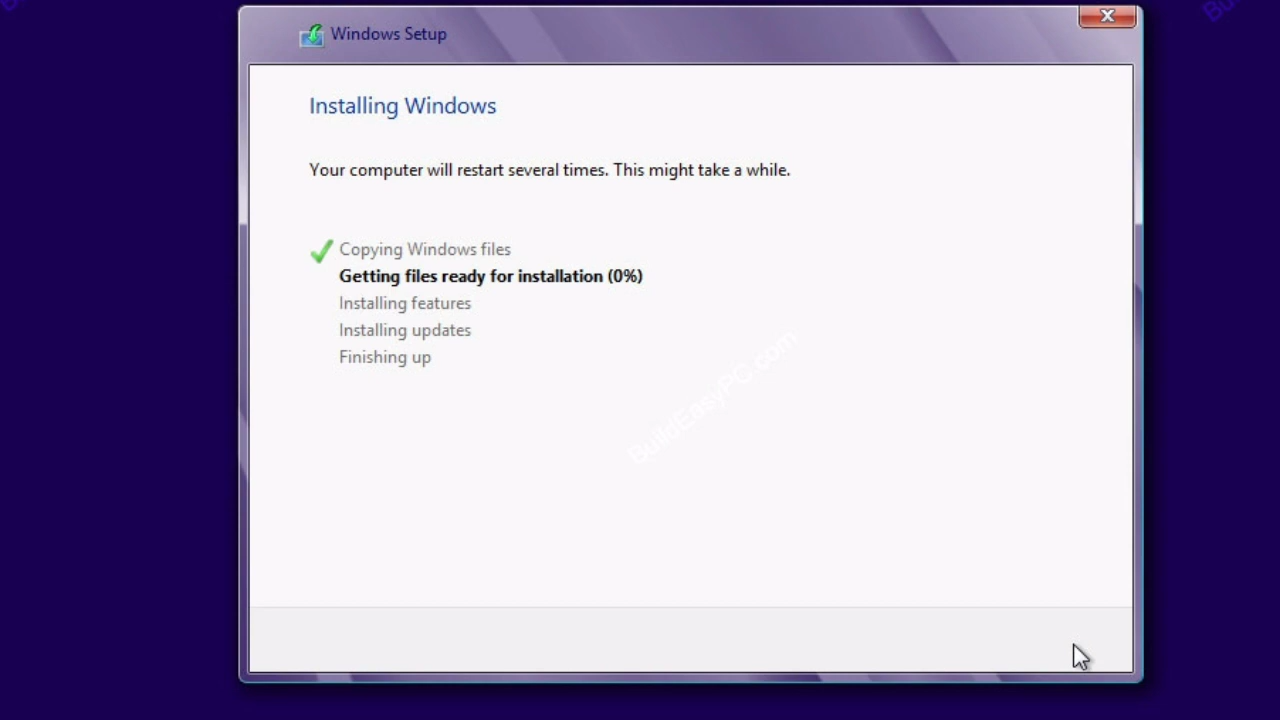 Windows Setup
Installing Windows
Your computer will restart several times. This might take a while.
Copying Windows files
Getting files ready for installation (0%)
Installing features
Installing updates
Finishing up
BuildEasyPC.com